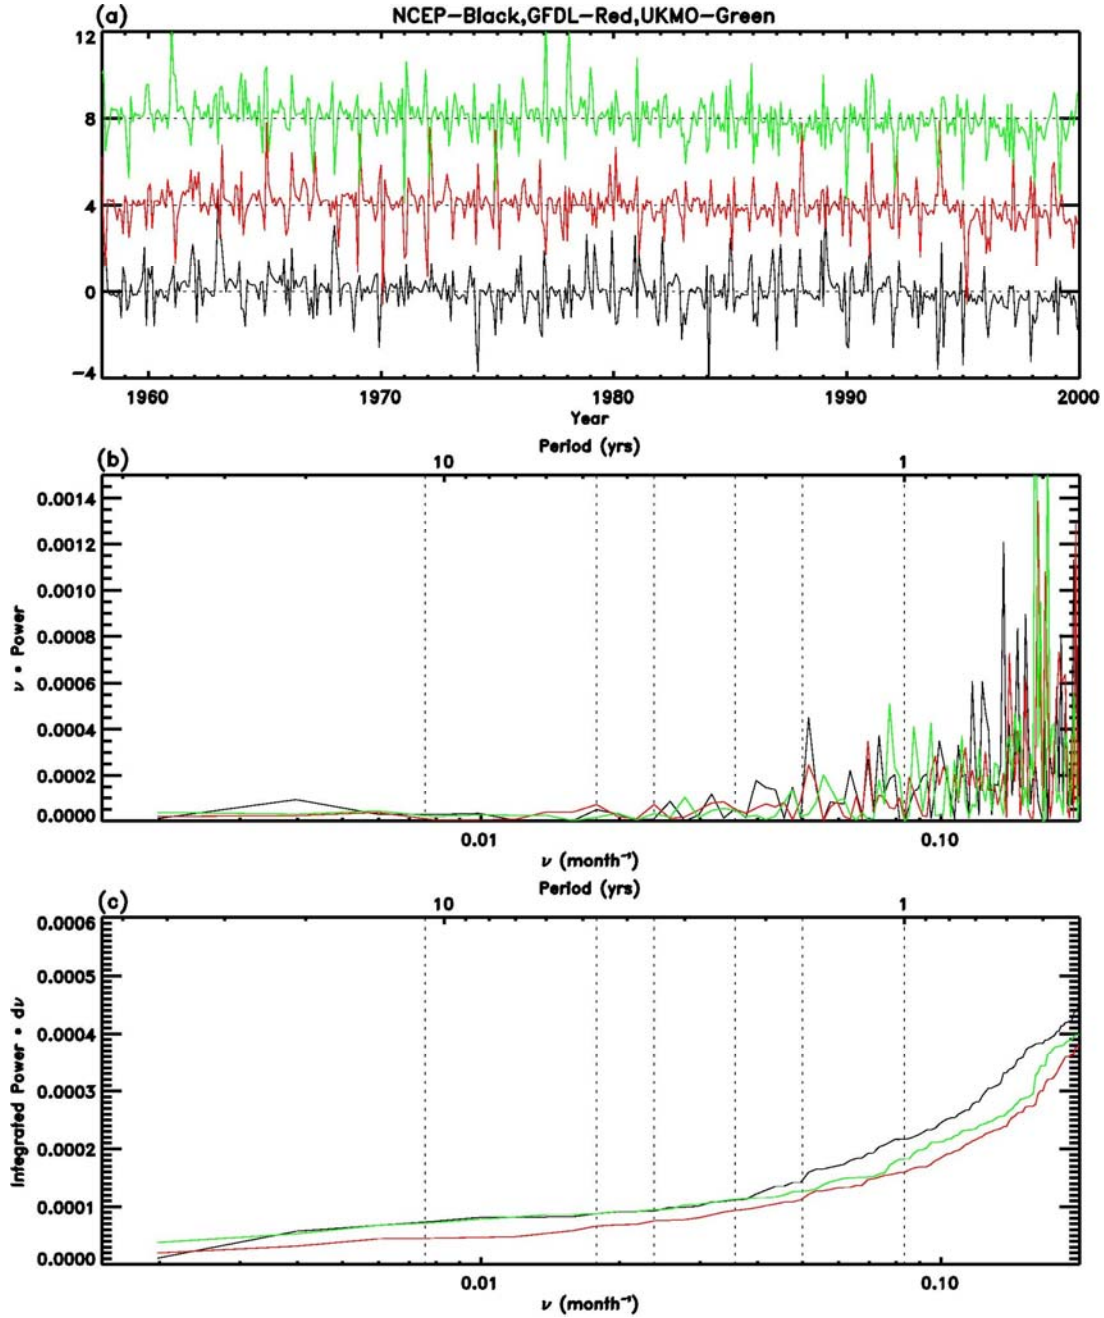 (a) NCEP-Black,GFDL-Red,UKMO-Green
12
8
4
0
-4
1960 1970 1980 1990 2000
Year
Period (yrs)
(b) 10 1
0.0014
0.0012
0.0010
0.0008
0.0006
0.0004
0.0002
0.0000
ν • Power
0.01 0.10
ν (month⁻¹)
Period (yrs)
(c) 10 1
0.0006
0.0005
0.0004
0.0003
0.0002
0.0001
0.0000
Integrated Power • dν
0.01 0.10
ν (month⁻¹)